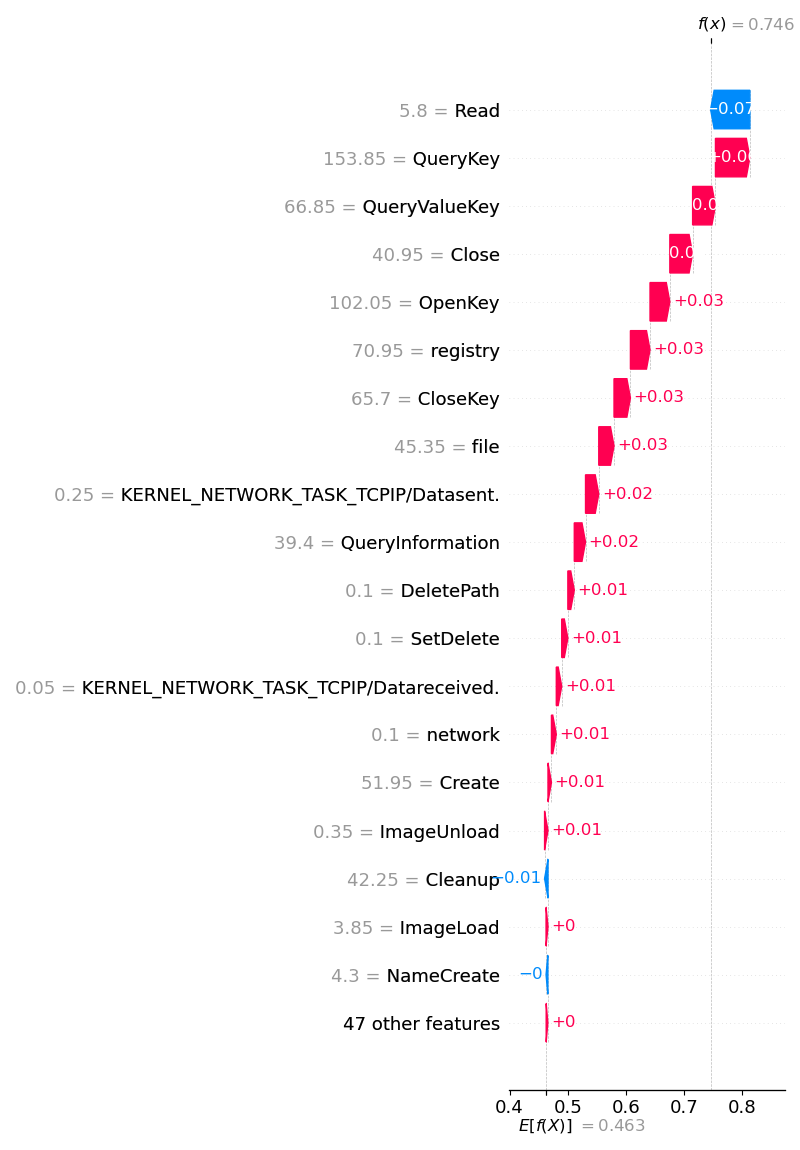 f(x) = 0.746
5.8 = Read −0.07
153.85 = QueryKey
66.85 = QueryValueKey
40.95 = Close
102.05 = OpenKey +0.03
70.95 = registry +0.03
65.7 = CloseKey +0.03
45.35 = file +0.03
0.25 = KERNEL_NETWORK_TASK_TCPIP/Datasent. +0.02
39.4 = QueryInformation +0.02
0.1 = DeletePath +0.01
0.1 = SetDelete +0.01
0.05 = KERNEL_NETWORK_TASK_TCPIP/Datareceived. +0.01
0.1 = network +0.01
51.95 = Create +0.01
0.35 = ImageUnload +0.01
42.25 = Cleanup −0.01
3.85 = ImageLoad +0
4.3 = NameCreate −0
47 other features +0
0.4 0.5 0.6 0.7 0.8
E[f(X)] = 0.463